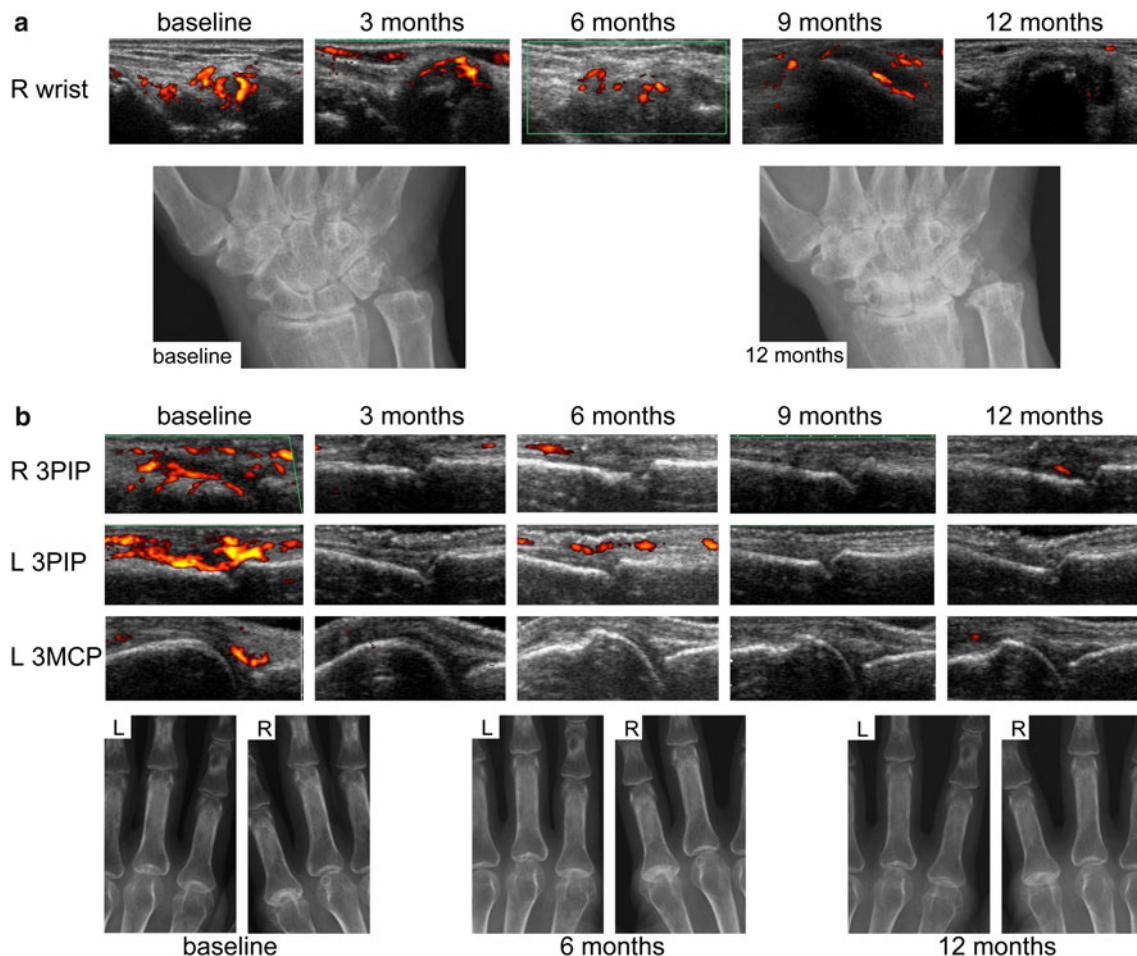 a
baseline 3 months 6 months 9 months 12 months
R wrist
baseline
12 months
b
baseline 3 months 6 months 9 months 12 months
R 3PIP
L 3PIP
L 3MCP
L R L R L R
baseline 6 months 12 months